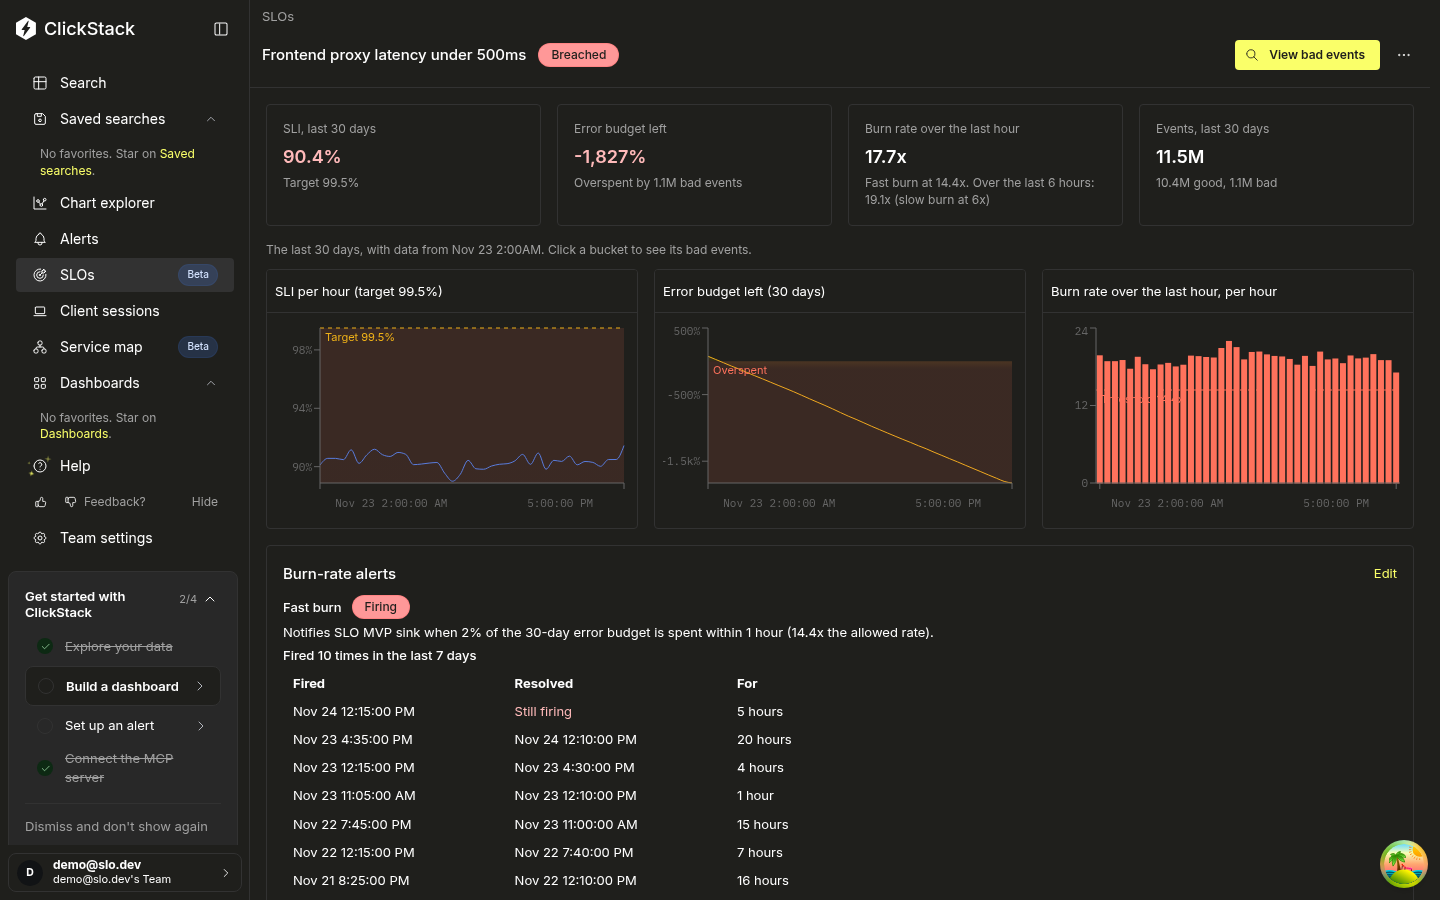 ClickStack
Search
Saved searches
No favorites. Star on Saved
searches.
Chart explorer
Alerts
SLOs
Beta
Client sessions
Service map
Beta
Dashboards
No favorites. Star on
Dashboards.
Help
Feedback?
Hide
Team settings
Get started with
ClickStack
2/4
Explore your data
Build a dashboard
Set up an alert
Connect the MCP
server
Dismiss and don't show again
D
demo@slo.dev
demo@slo.dev's Team
SLOs
Frontend proxy latency under 500ms
Breached
View bad events
SLI, last 30 days
90.4%
Target 99.5%
Error budget left
-1,827%
Overspent by 1.1M bad events
Burn rate over the last hour
17.7x
Fast burn at 14.4x. Over the last 6 hours:
19.1x (slow burn at 6x)
Events, last 30 days
11.5M
10.4M good, 1.1M bad
The last 30 days, with data from Nov 23 2:00AM. Click a bucket to see its bad events.
SLI per hour (target 99.5%)
Target 99.5%
98%
94%
90%
Nov 23 2:00:00 AM
5:00:00 PM
Error budget left (30 days)
500%
Overspent
-500%
-1.5k%
Nov 23 2:00:00 AM
5:00:00 PM
Burn rate over the last hour, per hour
24
12
0
Nov 23 2:00:00 AM
5:00:00 PM
Burn-rate alerts
Edit
Fast burn
Firing
Notifies SLO MVP sink when 2% of the 30-day error budget is spent within 1 hour (14.4x the allowed rate).
Fired 10 times in the last 7 days
Fired Resolved For
Nov 24 12:15:00 PM Still firing 5 hours
Nov 23 4:35:00 PM Nov 24 12:10:00 PM 20 hours
Nov 23 12:15:00 PM Nov 23 4:30:00 PM 4 hours
Nov 23 11:05:00 AM Nov 23 12:10:00 PM 1 hour
Nov 22 7:45:00 PM Nov 23 11:00:00 AM 15 hours
Nov 22 12:15:00 PM Nov 22 7:40:00 PM 7 hours
Nov 21 8:25:00 PM Nov 22 12:10:00 PM 16 hours